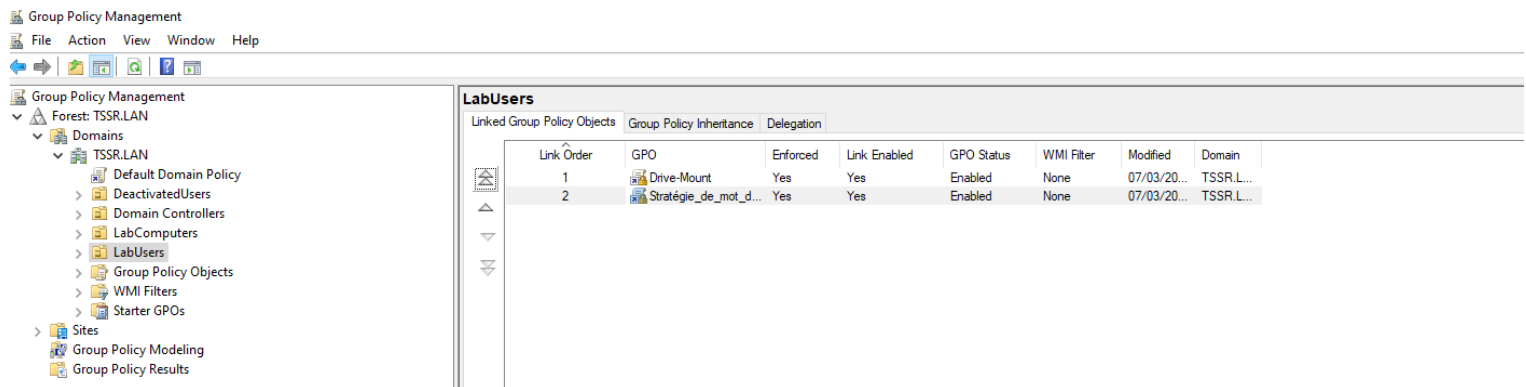 Group Policy Management
File Action View Window Help
Group Policy Management
Forest: TSSR.LAN
Domains
TSSR.LAN
Default Domain Policy
DeactivatedUsers
Domain Controllers
LabComputers
LabUsers
Group Policy Objects
WMI Filters
Starter GPOs
Sites
Group Policy Modeling
Group Policy Results
LabUsers
Linked Group Policy Objects Group Policy Inheritance Delegation
Link Order GPO Enforced Link Enabled GPO Status WMI Filter Modified Domain
1 Drive-Mount Yes Yes Enabled None 07/03/20... TSSR.L...
2 Stratégie_de_mot_d... Yes Yes Enabled None 07/03/20... TSSR.L...